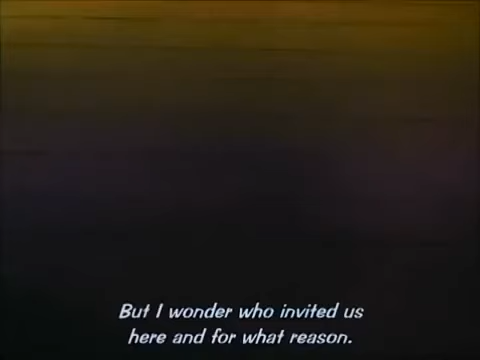 But I wonder who invited us
here and for what reason.